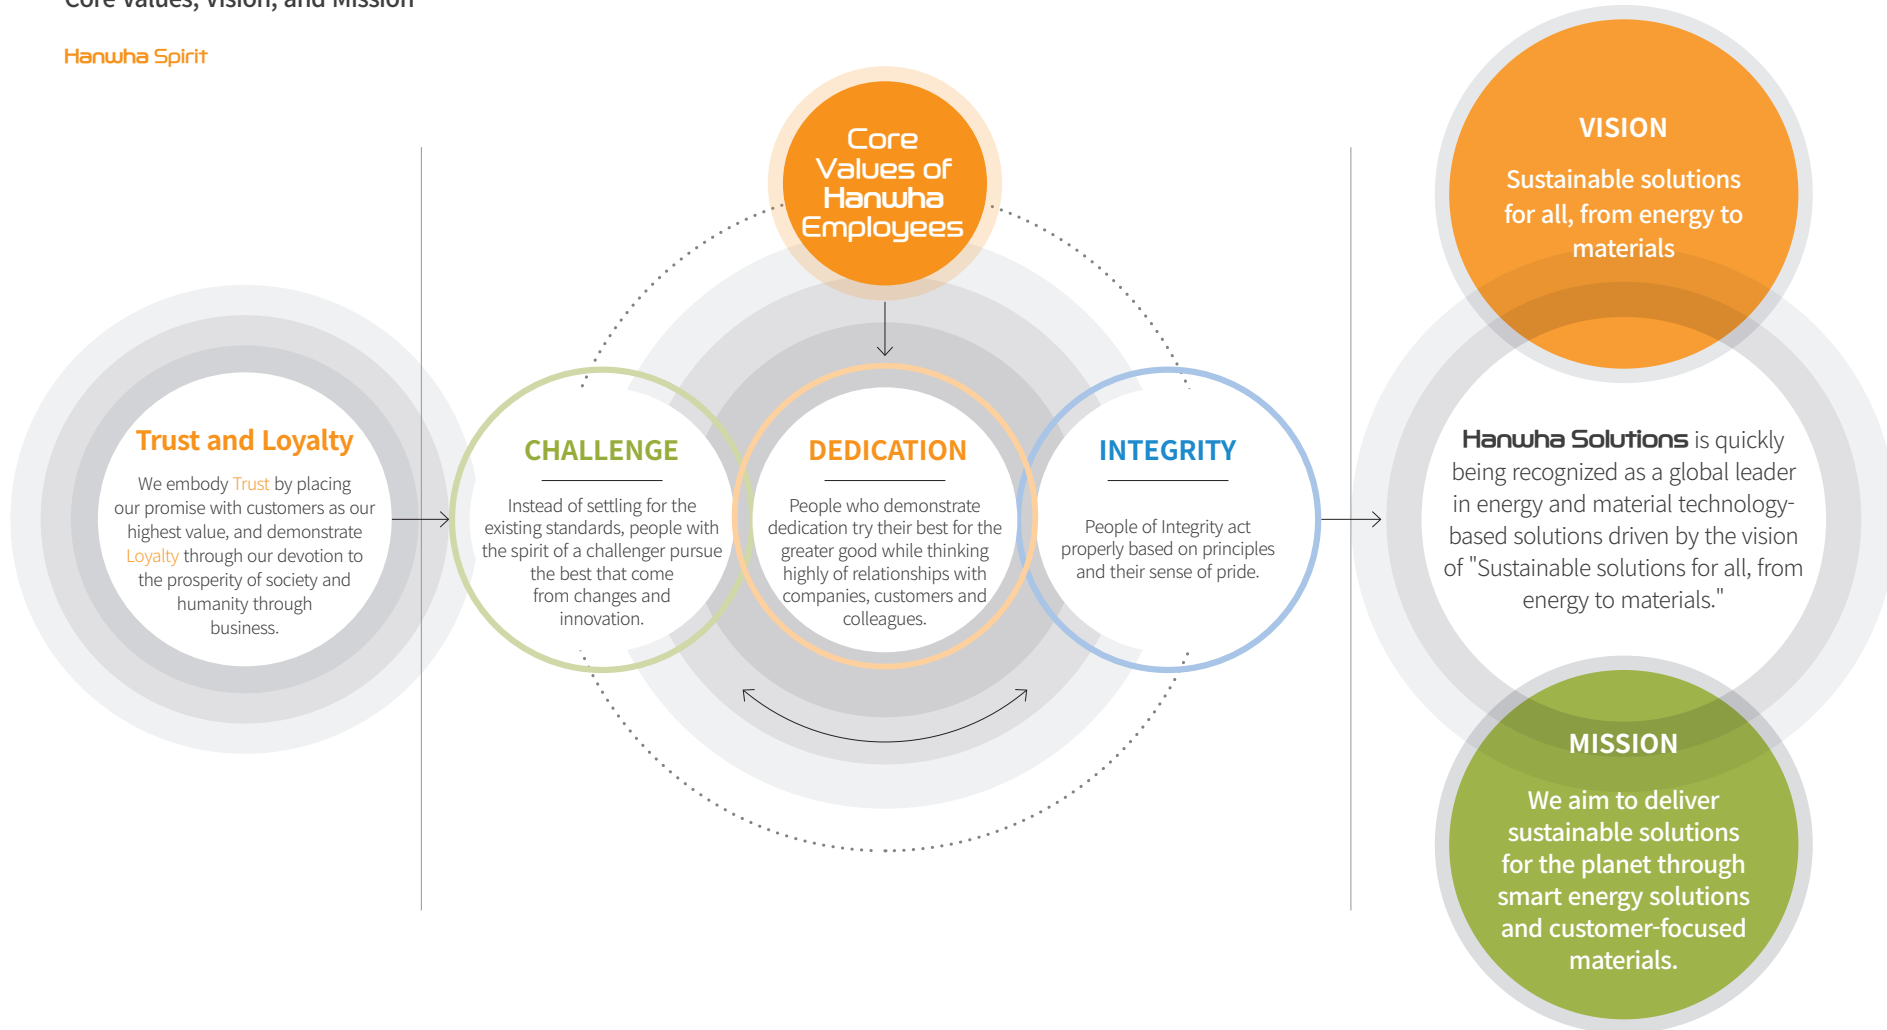 Core Values, Vision, and Mission
Hanwha Spirit
Trust and Loyalty
We embody Trust by placing
our promise with customers as our
highest value, and demonstrate
Loyalty through our devotion to
the prosperity of society and
humanity through
business.
Core
Values of
Hanwha
Employees
CHALLENGE
Instead of settling for the
existing standards, people with
the spirit of a challenger pursue
the best that come
from changes and
innovation.
DEDICATION
People who demonstrate
dedication try their best for the
greater good while thinking
highly of relationships with
companies, customers and
colleagues.
INTEGRITY
People of Integrity act
properly based on principles
and their sense of pride.
VISION
Sustainable solutions
for all, from energy to
materials
Hanwha Solutions is quickly
being recognized as a global leader
in energy and material technology-
based solutions driven by the vision
of "Sustainable solutions for all, from
energy to materials."
MISSION
We aim to deliver
sustainable solutions
for the planet through
smart energy solutions
and customer-focused
materials.